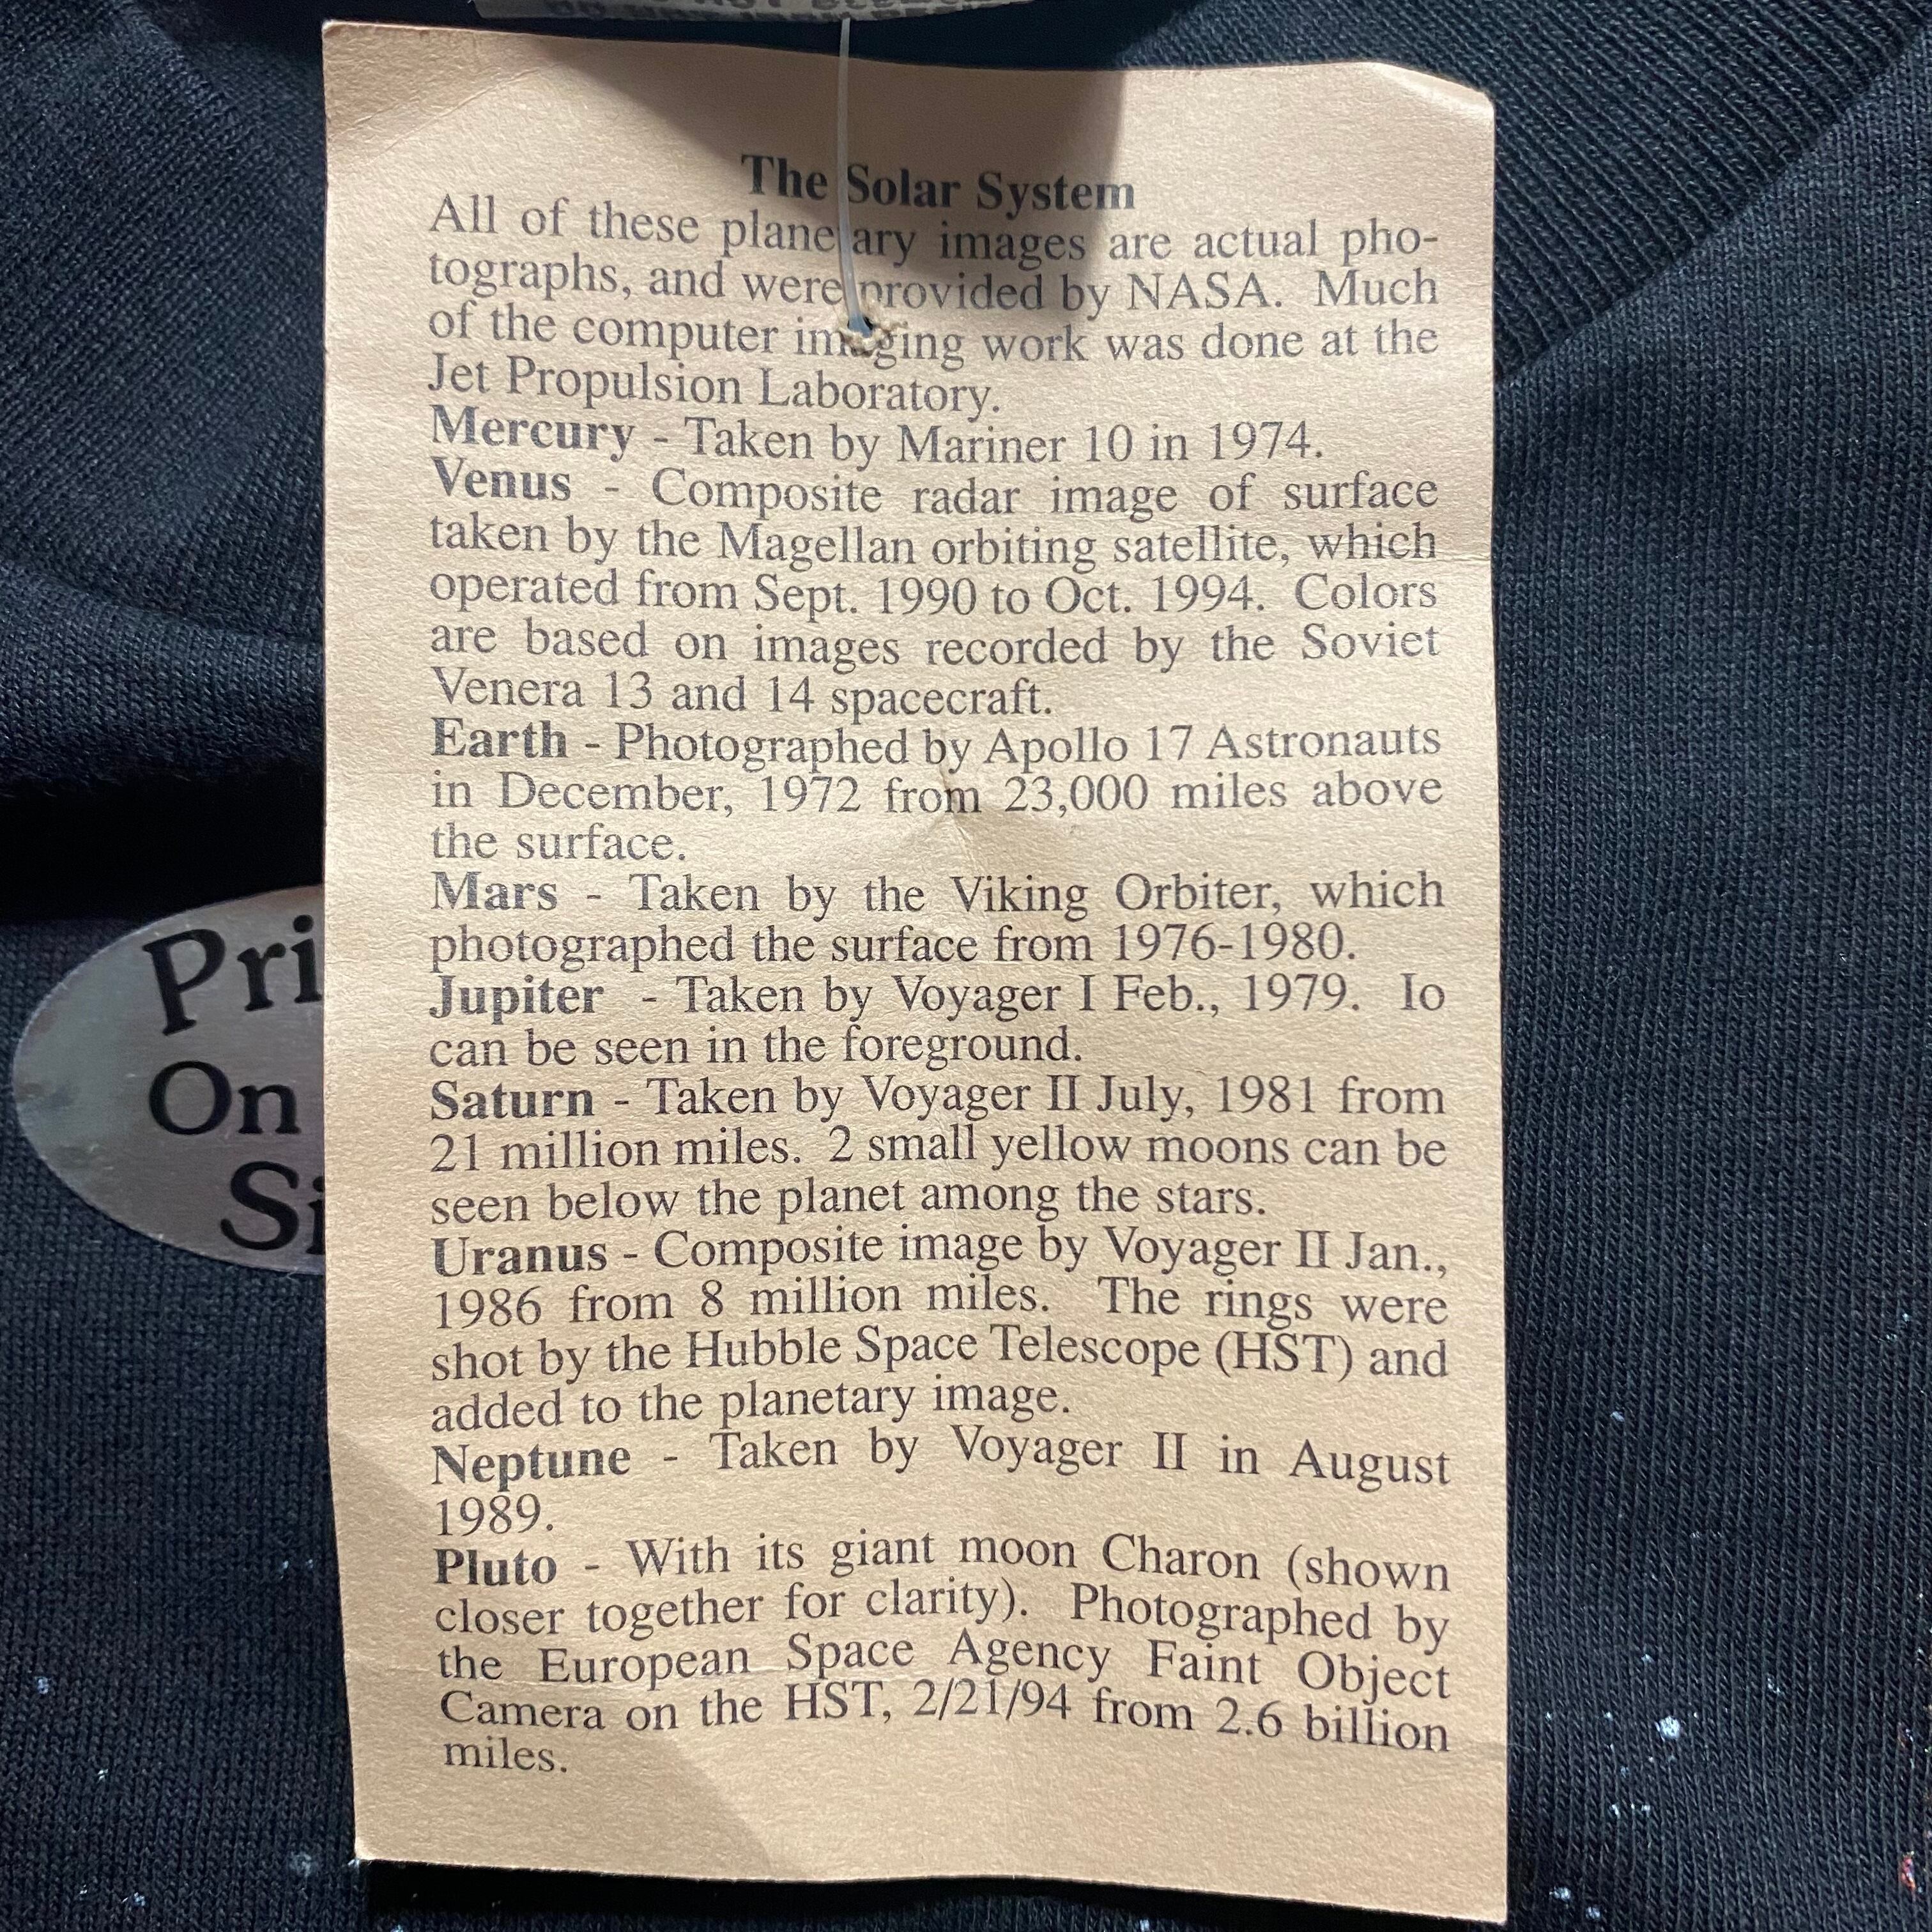 The Solar System
All of these planetary images are actual pho-
tographs, and were provided by NASA. Much
of the computer imaging work was done at the
Jet Propulsion Laboratory.
Mercury - Taken by Mariner 10 in 1974.
Venus - Composite radar image of surface
taken by the Magellan orbiting satellite, which
operated from Sept. 1990 to Oct. 1994. Colors
are based on images recorded by the Soviet
Venera 13 and 14 spacecraft.
Earth - Photographed by Apollo 17 Astronauts
in December, 1972 from 23,000 miles above
the surface.
Mars - Taken by the Viking Orbiter, which
photographed the surface from 1976-1980.
Jupiter - Taken by Voyager I Feb., 1979. Io
can be seen in the foreground.
Saturn - Taken by Voyager II July, 1981 from
21 million miles. 2 small yellow moons can be
seen below the planet among the stars.
Uranus - Composite image by Voyager II Jan.,
1986 from 8 million miles. The rings were
shot by the Hubble Space Telescope (HST) and
added to the planetary image.
Neptune - Taken by Voyager II in August
1989.
Pluto - With its giant moon Charon (shown
closer together for clarity). Photographed by
the European Space Agency Faint Object
Camera on the HST, 2/21/94 from 2.6 billion
miles.
Pri
On
Si